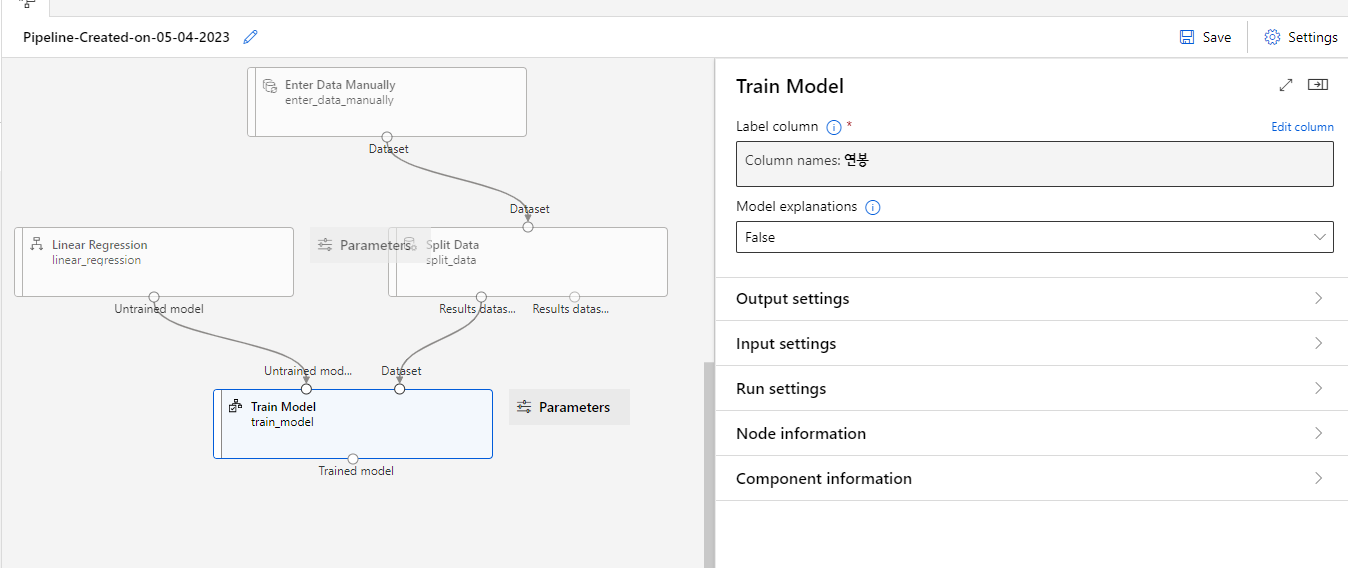 Pipeline-Created-on-05-04-2023
Save
Settings
Enter Data Manually
enter_data_manually
Dataset
Dataset
Linear Regression
linear_regression
Parameters
Split Data
split_data
Untrained model
Results datas...
Results datas...
Untrained mod...
Dataset
Train Model
train_model
Parameters
Trained model
Train Model
Label column *
Edit column
Column names: 연봉
Model explanations
False
Output settings
Input settings
Run settings
Node information
Component information